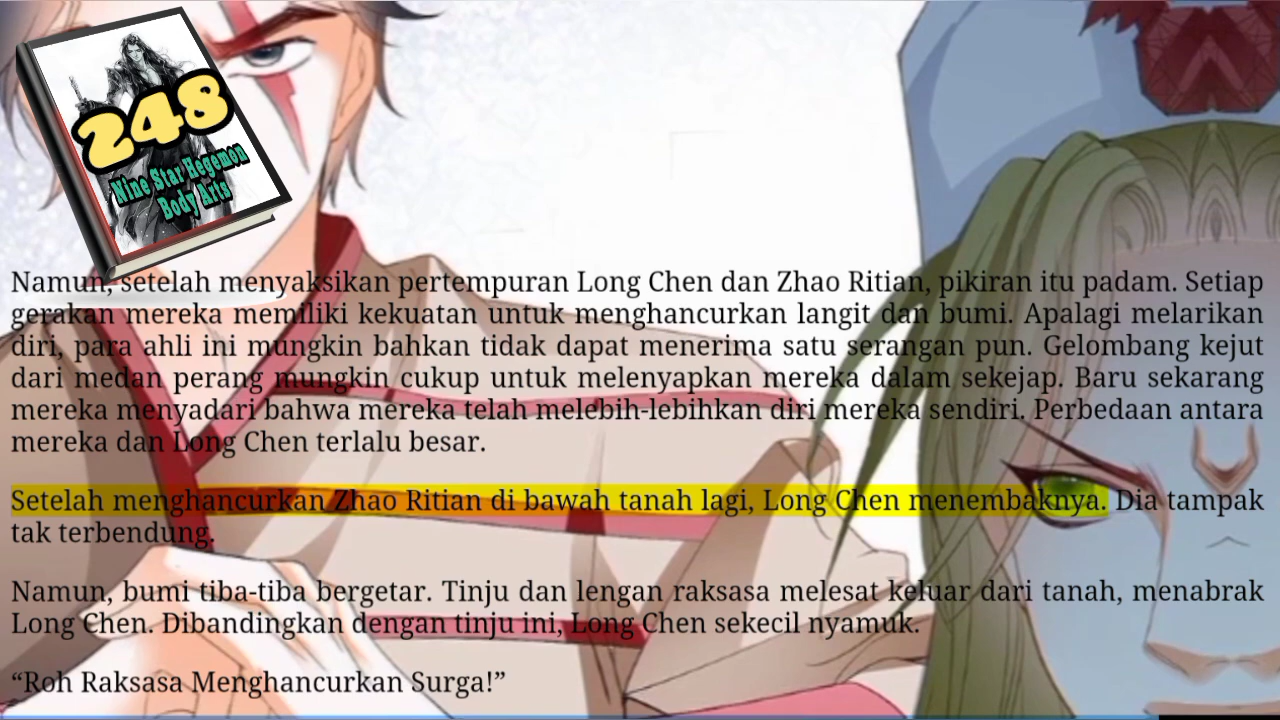 248
Nine Star Hegemon
Body Arts
Namun, setelah menyaksikan pertempuran Long Chen dan Zhao Ritian, pikiran itu padam. Setiap
gerakan mereka memiliki kekuatan untuk menghancurkan langit dan bumi. Apalagi melarikan
diri, para ahli ini mungkin bahkan tidak dapat menerima satu serangan pun. Gelombang kejut
dari medan perang mungkin cukup untuk melenyapkan mereka dalam sekejap. Baru sekarang
mereka menyadari bahwa mereka telah melebih-lebihkan diri mereka sendiri. Perbedaan antara
mereka dan Long Chen terlalu besar.
Setelah menghancurkan Zhao Ritian di bawah tanah lagi, Long Chen menembaknya. Dia tampak
tak terbendung.
Namun, bumi tiba-tiba bergetar. Tinju dan lengan raksasa melesat keluar dari tanah, menabrak
Long Chen. Dibandingkan dengan tinju ini, Long Chen sekecil nyamuk.
“Roh Raksasa Menghancurkan Surga!”